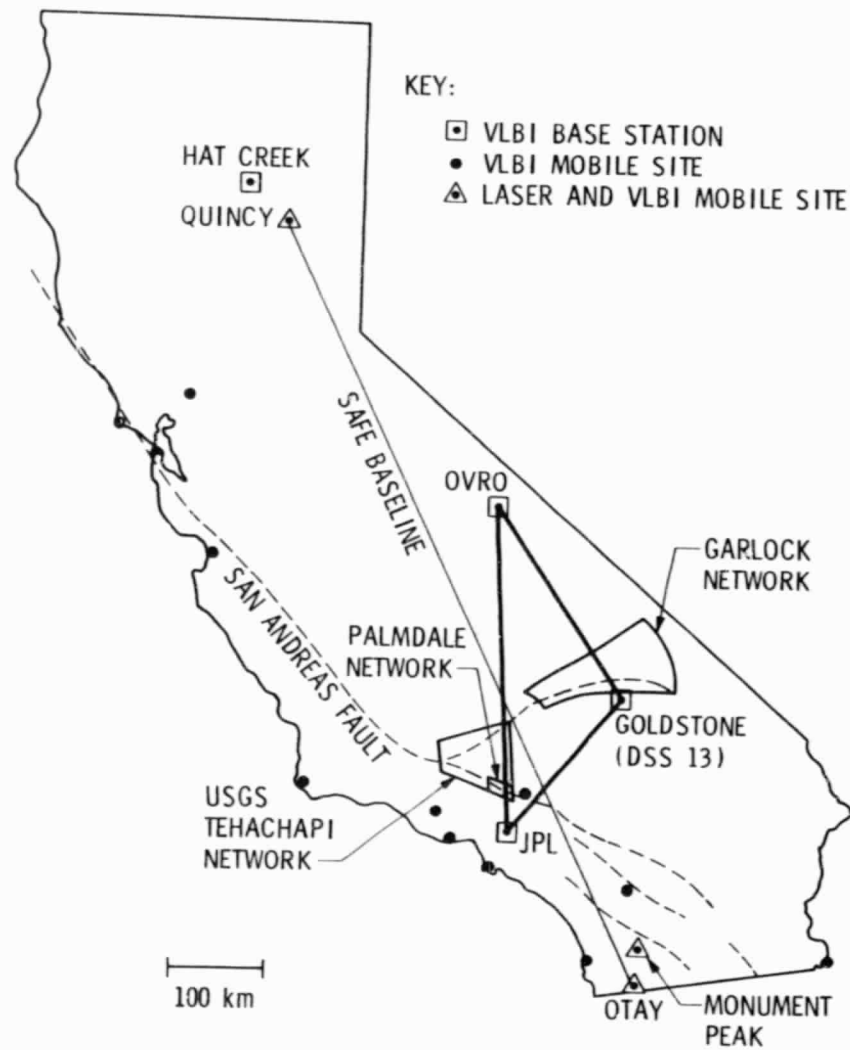 KEY:
VLBI BASE STATION
VLBI MOBILE SITE
LASER AND VLBI MOBILE SITE
HAT CREEK
QUINCY
SAFE BASELINE
OVRO
GARLOCK
NETWORK
SAN ANDREAS FAULT
PALMDALE
NETWORK
GOLDSTONE
(DSS 13)
USGS
TEHACHAPI
NETWORK
JPL
100 km
OTAY
MONUMENT
PEAK